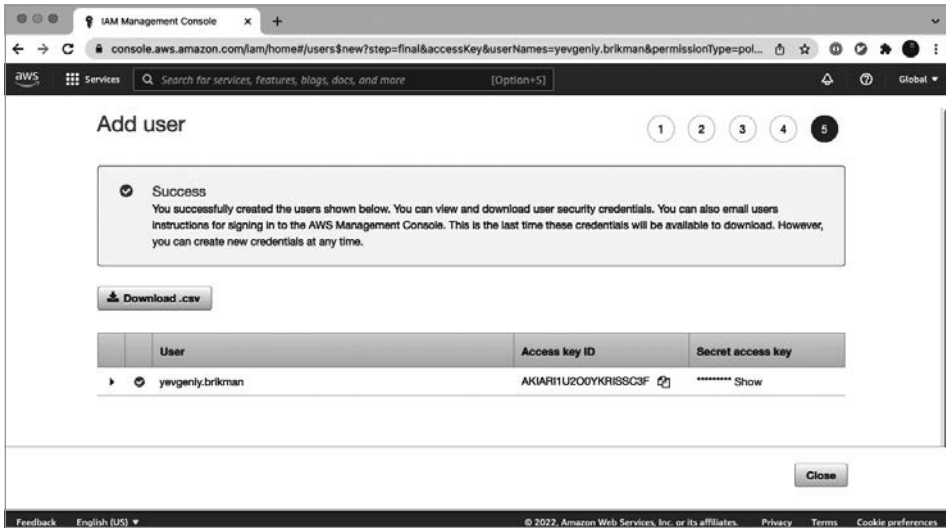 IAM Management Console
console.aws.amazon.com/iam/home#/users$new?step=final&accessKey&userNames=yevgeniy.brikman&permissionType=pol...
aws Services Search for services, features, blogs, docs, and more [Option+S] Global
Add user
1 2 3 4 5
Success
You successfully created the users shown below. You can view and download user security credentials. You can also email users
instructions for signing in to the AWS Management Console. This is the last time these credentials will be available to download. However,
you can create new credentials at any time.
Download .csv
User Access key ID Secret access key
yevgeniy.brikman AKIARI1U2O0YKRISSC3F ********* Show
Close
Feedback English (US) © 2022, Amazon Web Services, Inc. or its affiliates. Privacy Terms Cookie preferences